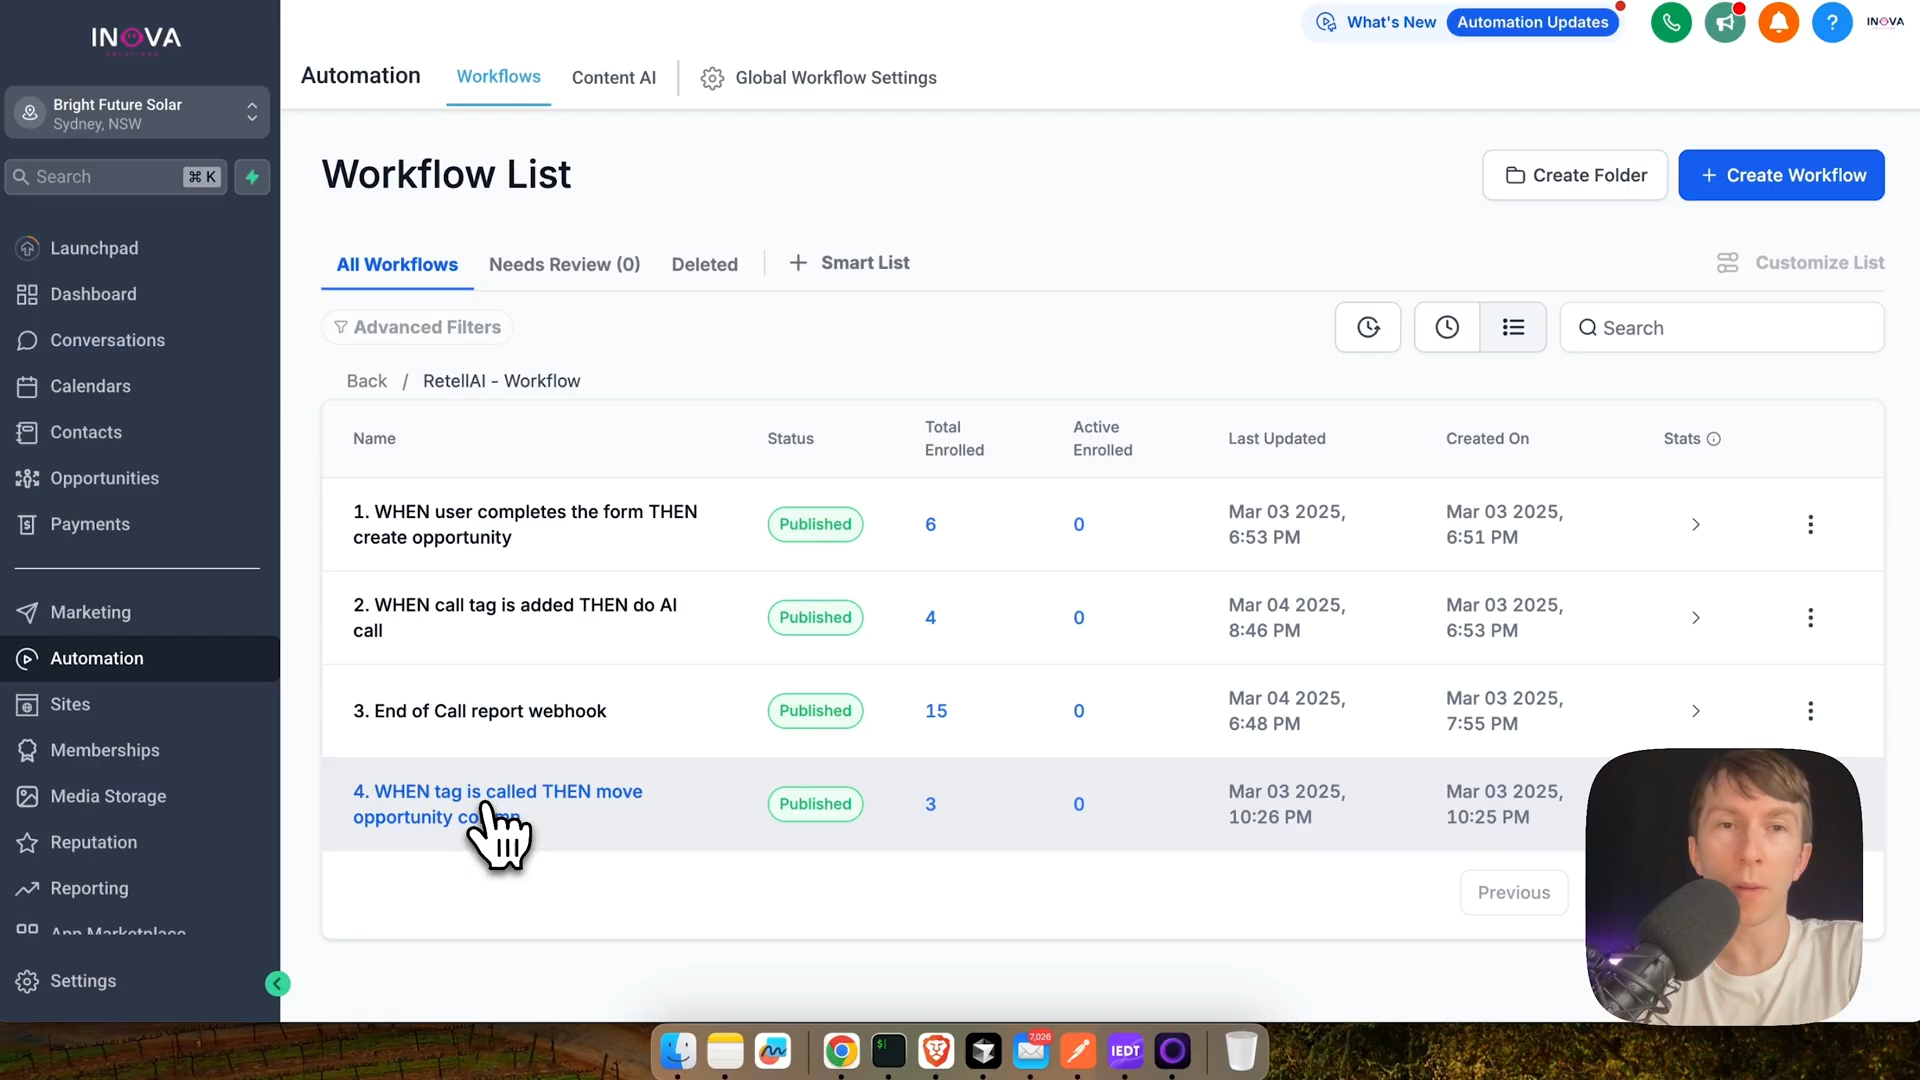 INOVA
SOLUTIONS
What's New
Automation Updates
INOVA
Automation
Workflows
Content AI
Global Workflow Settings
Bright Future Solar
Sydney, NSW
Search
⌘ K
Workflow List
Create Folder
+ Create Workflow
Launchpad
Dashboard
Conversations
Calendars
Contacts
Opportunities
Payments
Marketing
Automation
Sites
Memberships
Media Storage
Reputation
Reporting
App Marketplace
Settings
All Workflows
Needs Review (0)
Deleted
+ Smart List
Customize List
Advanced Filters
Search
Back / RetellAI - Workflow
Name
Status
Total
Enrolled
Active
Enrolled
Last Updated
Created On
Stats
1. WHEN user completes the form THEN
create opportunity
Published
6
0
Mar 03 2025,
6:53 PM
Mar 03 2025,
6:51 PM
2. WHEN call tag is added THEN do AI
call
Published
4
0
Mar 04 2025,
8:46 PM
Mar 03 2025,
6:53 PM
3. End of Call report webhook
Published
15
0
Mar 04 2025,
6:48 PM
Mar 03 2025,
7:55 PM
4. WHEN tag is called THEN move
opportunity
Published
3
0
Mar 03 2025,
10:26 PM
Mar 03 2025,
10:25 PM
Previous
7,026
IEDT